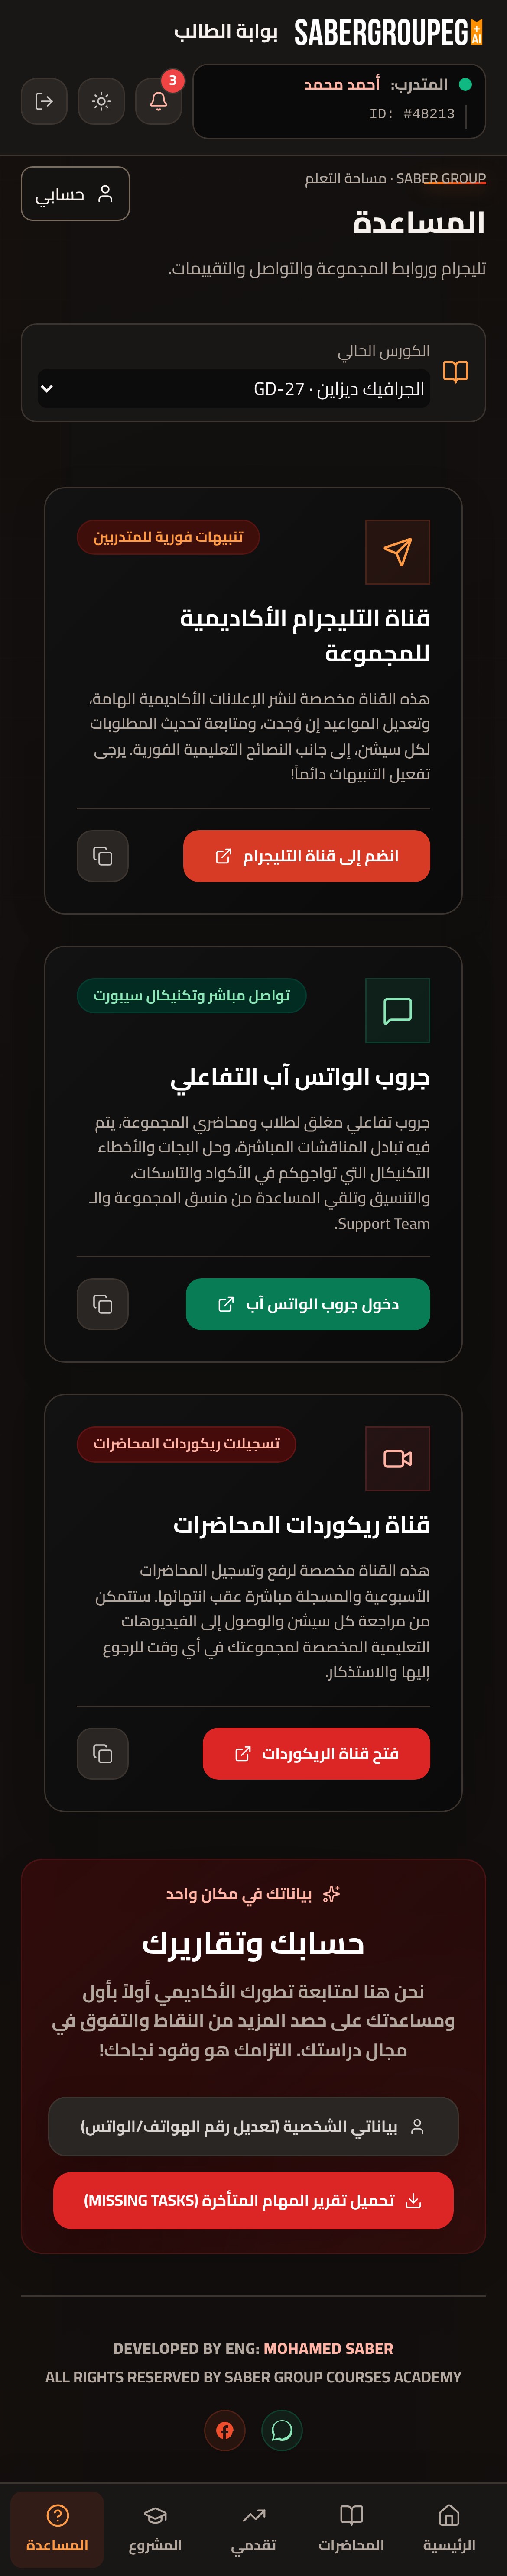 SABERGROUPEG
+
AI
بوابة الطالب
المتدرب: أحمد محمد
ID: #48213
3
SABER GROUP · مساحة التعلم
حسابي
المساعدة
تليجرام وروابط المجموعة والتواصل والتقييمات.
الكورس الحالي
الجرافيك ديزاين · GD-27
تنبيهات فورية للمتدربين
قناة التليجرام الأكاديمية
للمجموعة
هذه القناة مخصصة لنشر الإعلانات الأكاديمية الهامة،
وتعديل المواعيد إن وُجدت، ومتابعة تحديث المطلوبات
لكل سيشن، إلى جانب النصائح التعليمية الفورية. يرجى
تفعيل التنبيهات دائماً!
انضم إلى قناة التليجرام
تواصل مباشر وتكنيكال سيبورت
جروب الواتس آب التفاعلي
جروب تفاعلي مغلق لطلاب ومحاضري المجموعة، يتم
فيه تبادل المناقشات المباشرة، وحل البجات والأخطاء
التكنيكال التي تواجهكم في الأكواد والتاسكات،
والتنسيق وتلقي المساعدة من منسق المجموعة والـ
Support Team.
دخول جروب الواتس آب
تسجيلات ريكوردات المحاضرات
قناة ريكوردات المحاضرات
هذه القناة مخصصة لرفع وتسجيل المحاضرات
الأسبوعية والمسجلة مباشرة عقب انتهائها. ستتمكن
من مراجعة كل سيشن والوصول إلى الفيديوهات
التعليمية المخصصة لمجموعتك في أي وقت للرجوع
إليها والاستذكار.
فتح قناة الريكوردات
بياناتك في مكان واحد
حسابك وتقاريرك
نحن هنا لمتابعة تطورك الأكاديمي أولاً بأول
ومساعدتك على حصد المزيد من النقاط والتفوق في
مجال دراستك. التزامك هو وقود نجاحك!
بياناتي الشخصية (تعديل رقم الهواتف/الواتس)
تحميل تقرير المهام المتأخرة (MISSING TASKS)
DEVELOPED BY ENG: MOHAMED SABER
ALL RIGHTS RESERVED BY SABER GROUP COURSES ACADEMY
الرئيسية
المحاضرات
تقدمي
المشروع
المساعدة